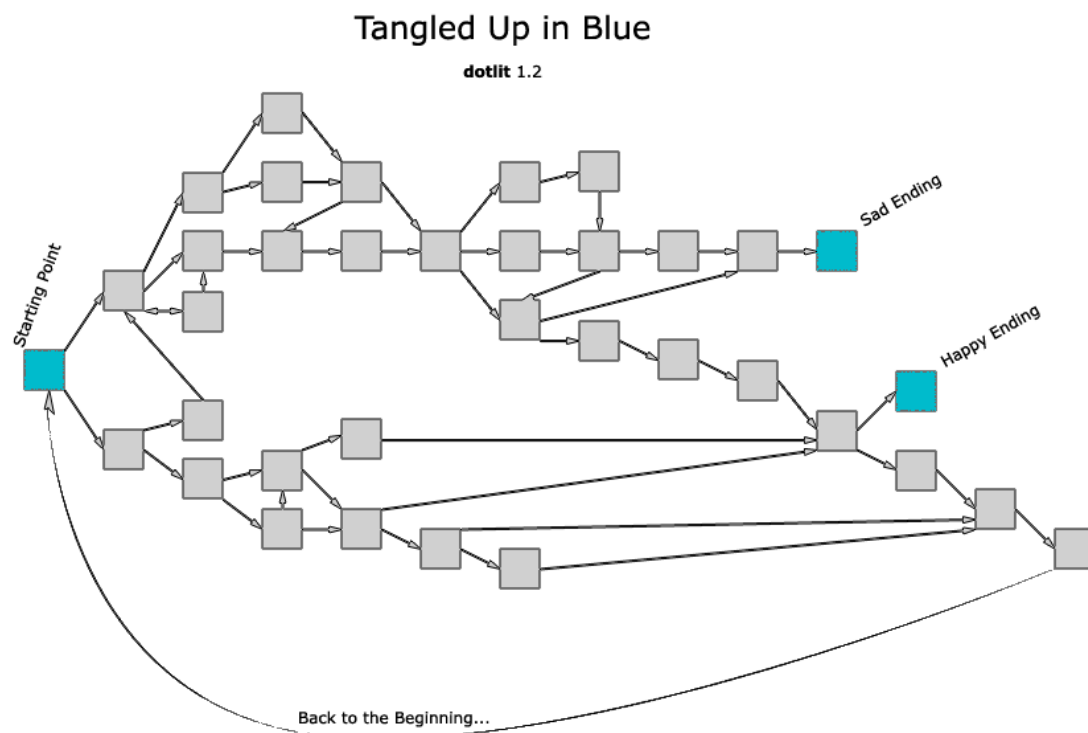 Tangled Up in Blue
dotlit 1.2
Sad Ending
Starting Point
Happy Ending
Back to the Beginning...